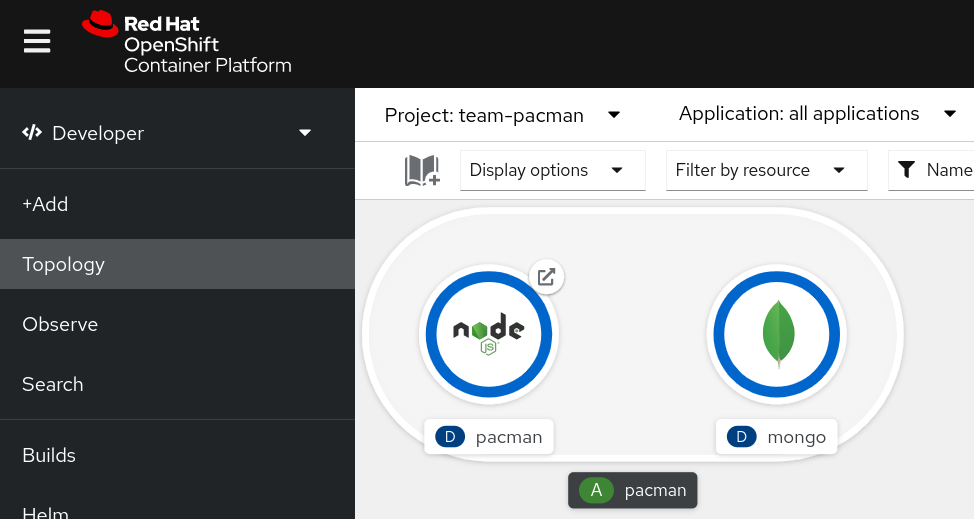 Red Hat
OpenShift
Container Platform
Developer
+Add
Topology
Observe
Search
Builds
Helm
Project: team-pacman
Application: all applications
Display options
Filter by resource
Name
node
JS
D pacman
D mongo
A pacman